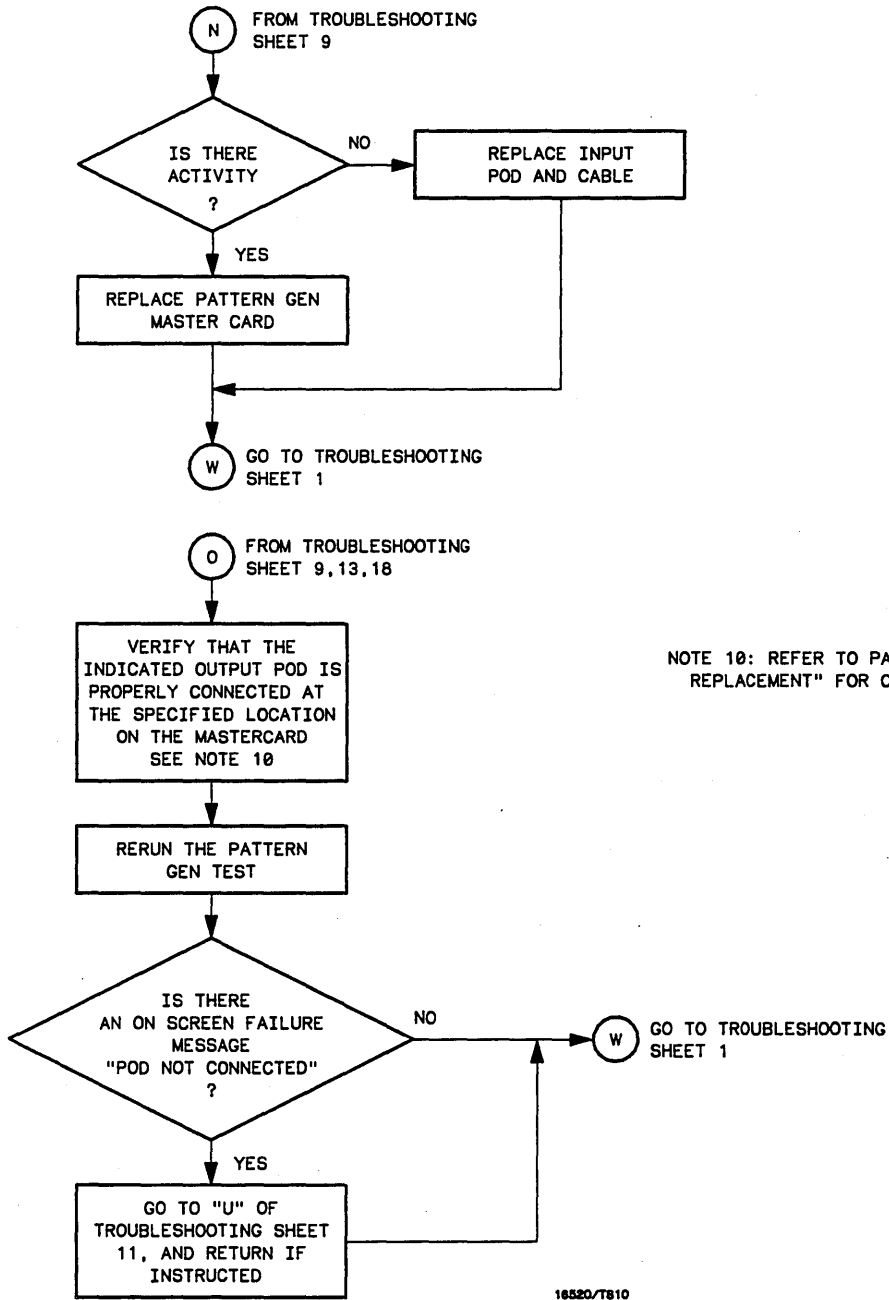 N
FROM TROUBLESHOOTING
SHEET 9
IS THERE
ACTIVITY
?
NO
REPLACE INPUT
POD AND CABLE
YES
REPLACE PATTERN GEN
MASTER CARD
W
GO TO TROUBLESHOOTING
SHEET 1
O
FROM TROUBLESHOOTING
SHEET 9,13,18
VERIFY THAT THE
INDICATED OUTPUT POD IS
PROPERLY CONNECTED AT
THE SPECIFIED LOCATION
ON THE MASTERCARD
SEE NOTE 10
NOTE 10: REFER TO PA
REPLACEMENT" FOR C
RERUN THE PATTERN
GEN TEST
IS THERE
AN ON SCREEN FAILURE
MESSAGE
"POD NOT CONNECTED"
?
NO
W
GO TO TROUBLESHOOTING
SHEET 1
YES
GO TO "U" OF
TROUBLESHOOTING SHEET
11, AND RETURN IF
INSTRUCTED
16520/TS10